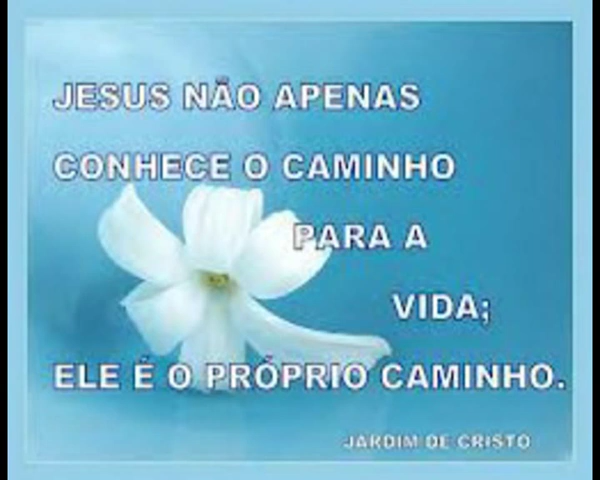 JESUS NÃO APENAS
CONHECE O CAMINHO
PARA A
VIDA;
ELE É O PRÓPRIO CAMINHO.
JARDIM DE CRISTO